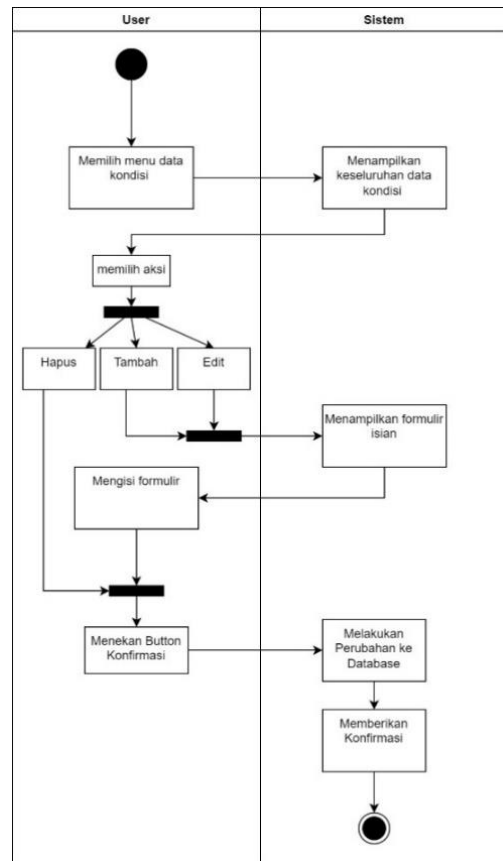 User
Sistem
Memilih menu data
kondisi
Menampilkan
keseluruhan data
kondisi
memilih aksi
Hapus
Tambah
Edit
Menampilkan formulir
isian
Mengisi formulir
Menekan Button
Konfirmasi
Melakukan
Perubahan ke
Database
Memberikan
Konfirmasi